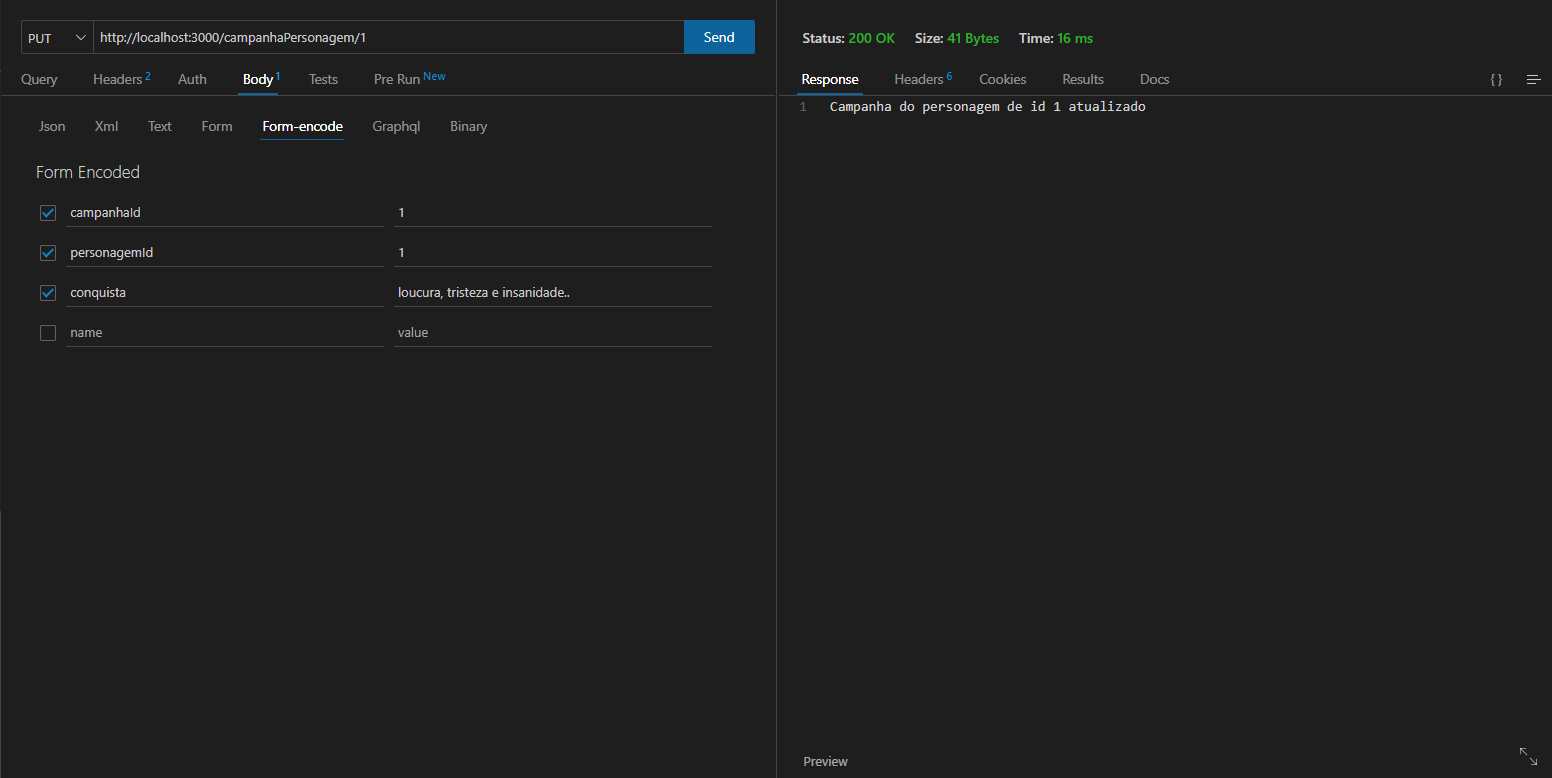 PUT http://localhost:3000/campanhaPersonagem/1 Send
Query Headers 2 Auth Body 1 Tests Pre Run New
Json Xml Text Form Form-encode Graphql Binary
Form Encoded
campanhaId 1
personagemId 1
conquista loucura, tristeza e insanidade..
name value
Status: 200 OK Size: 41 Bytes Time: 16 ms
Response Headers 6 Cookies Results Docs { }
1 Campanha do personagem de id 1 atualizado
Preview